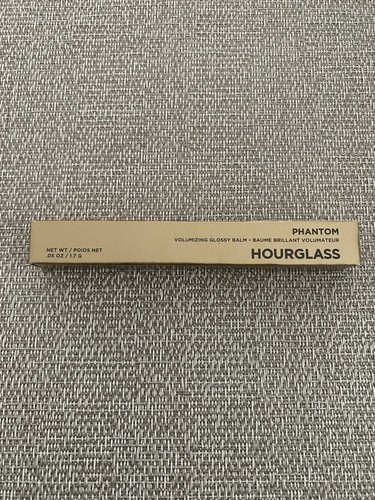 PHANTOM
VOLUMIZING GLOSSY BALM • BAUME BRILLANT VOLUMATEUR
HOURGLASS
NET WT / POIDS NET
.05 OZ / 1.7 G